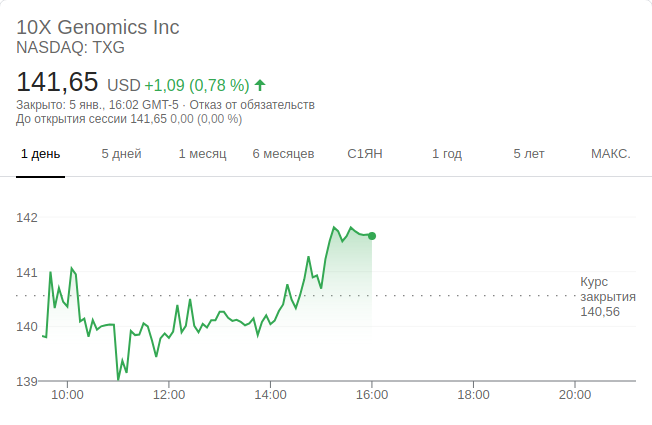 10X Genomics Inc
NASDAQ: TXG
141,65 USD +1,09 (0,78 %)
Закрыто: 5 янв., 16:02 GMT-5 · Отказ от обязательств
До открытия сессии 141,65 0,00 (0,00 %)
1 день 5 дней 1 месяц 6 месяцев С1ЯН 1 год 5 лет МАКС.
142
141
Курс
закрытия
140,56
140
139
10:00 12:00 14:00 16:00 18:00 20:00